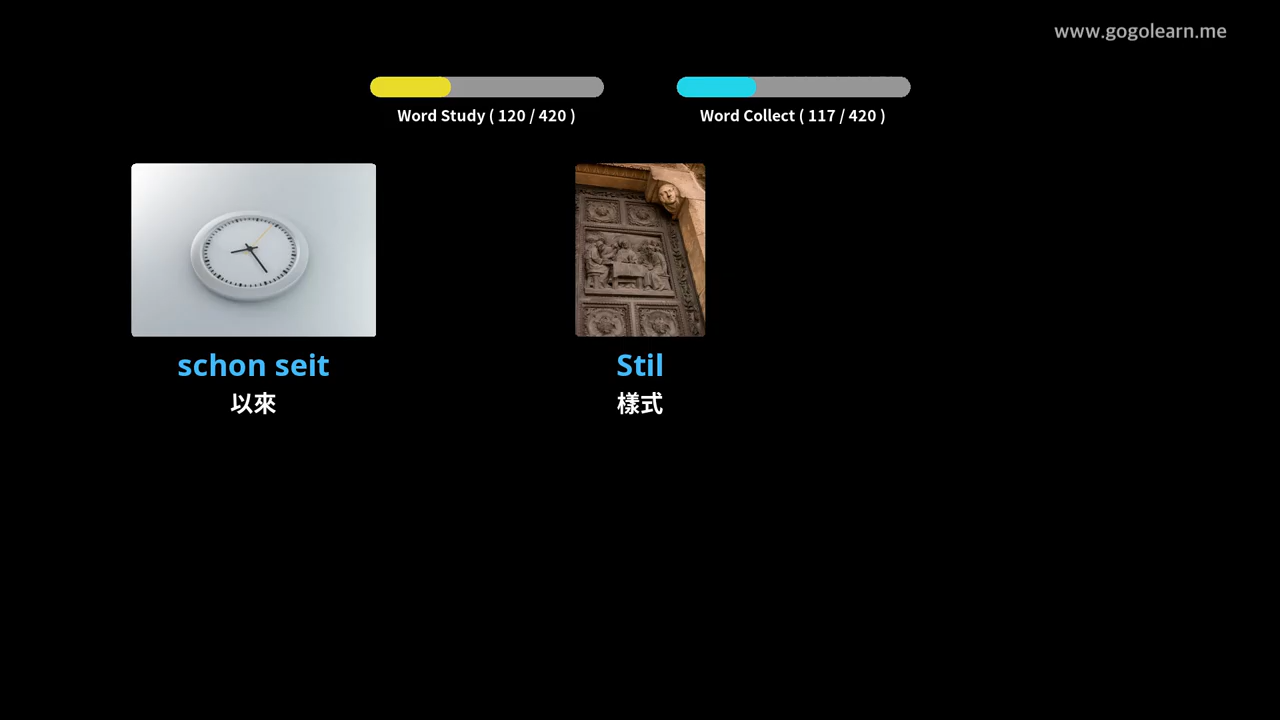 www.gogolearn.me
Word Study ( 120 / 420 )
Word Collect ( 117 / 420 )
schon seit
以來
Stil
樣式